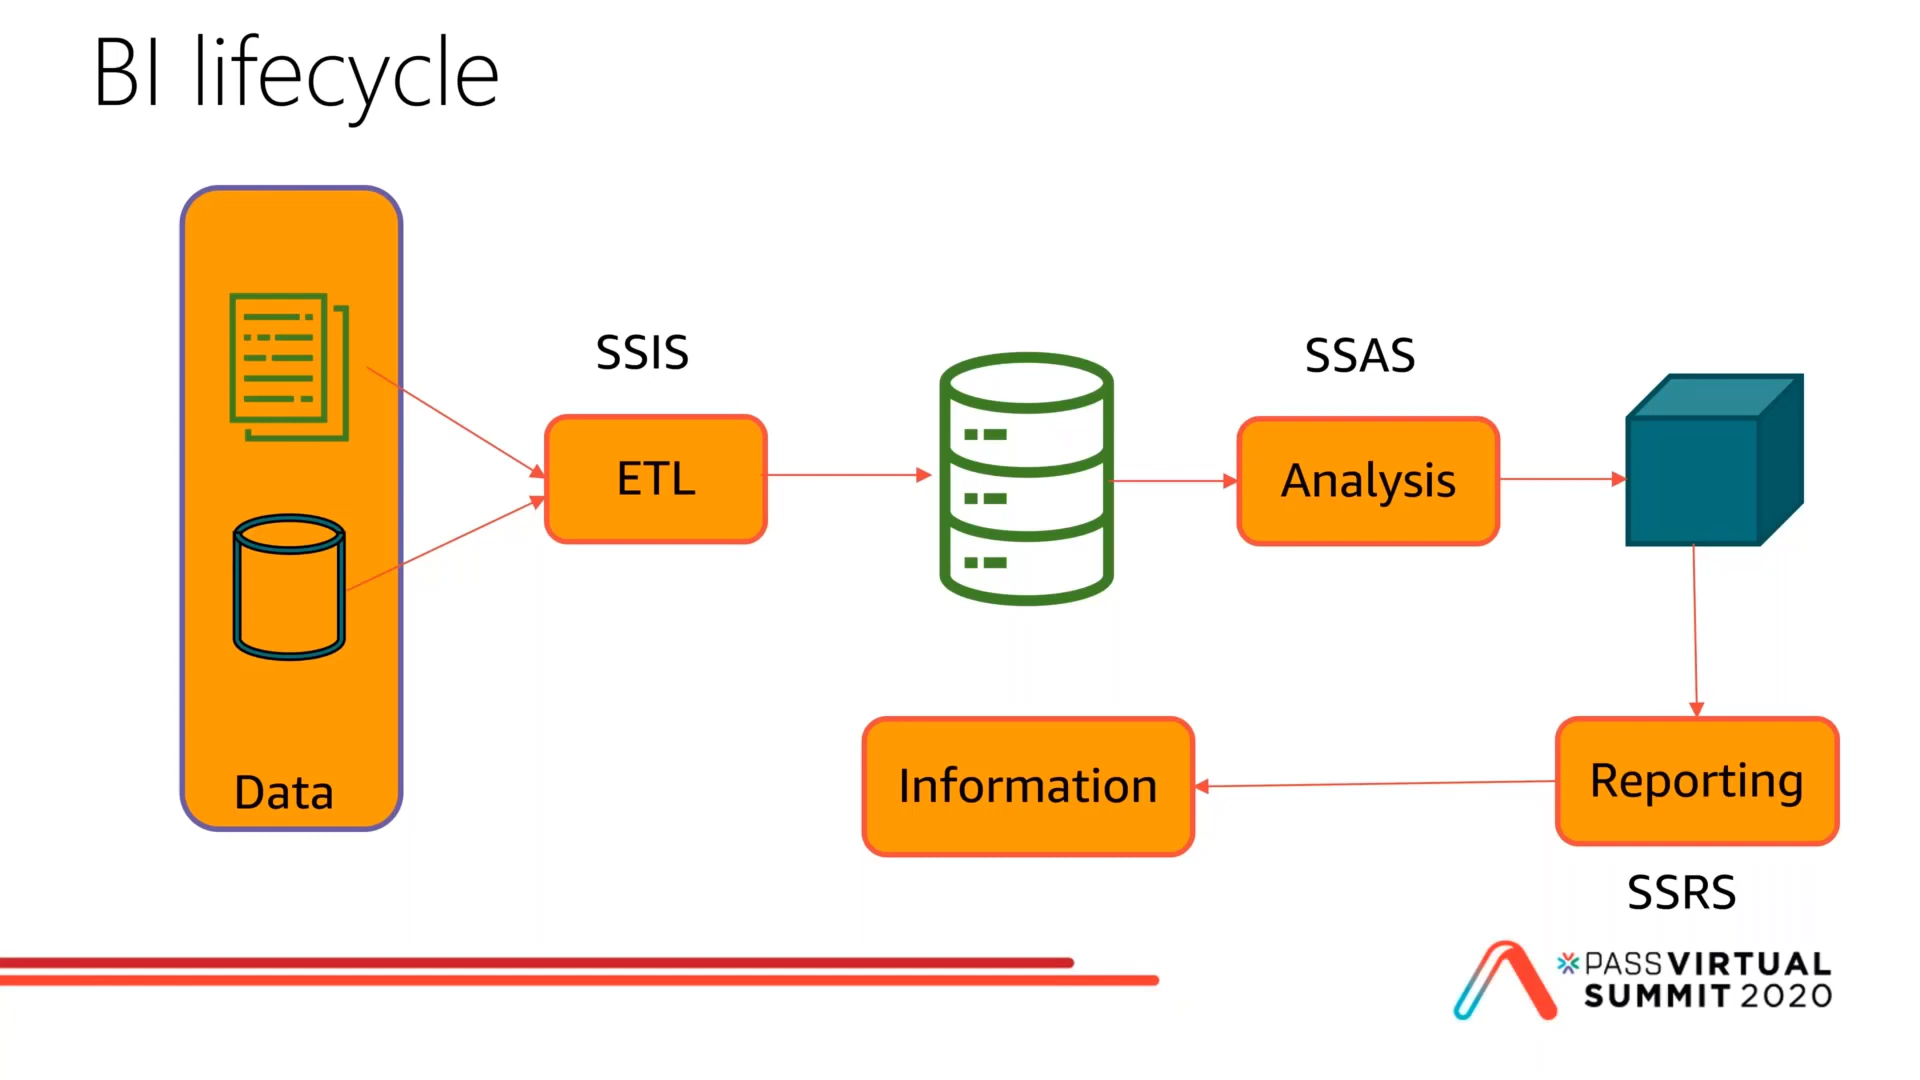 BI lifecycle
SSIS
SSAS
ETL
Analysis
Data
Information
Reporting
SSRS
PASS VIRTUAL
SUMMIT 2020